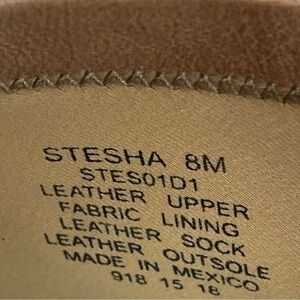 STESHA 8M
STES01D1
LEATHER UPPER
FABRIC LINING
LEATHER SOCK
LEATHER OUTSOLE
MADE IN MEXICO
918 15 18